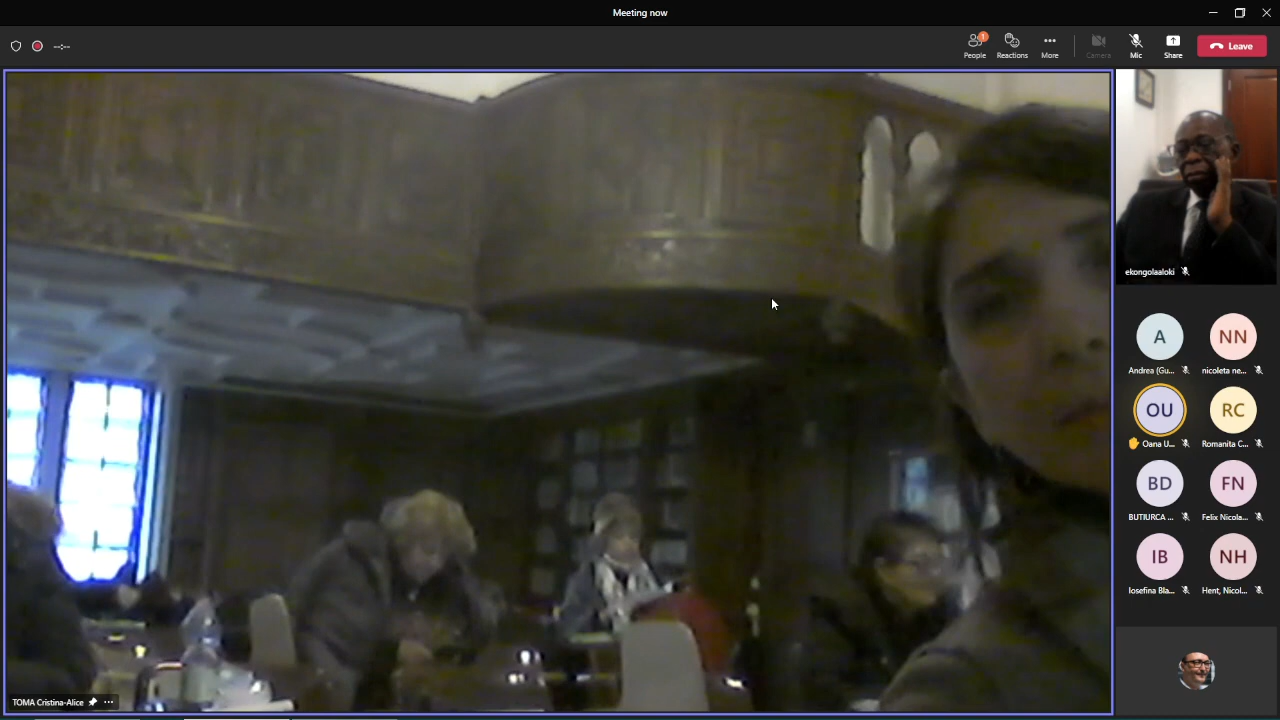 Meeting now
--:--
1
People
Reactions
More
Camera
Mic
Share
Leave
ekongolaaloki
A
NN
Andrea (Gu...
nicoleta ne...
OU
RC
Oana U...
Romanita C...
BD
FN
BUTIURCA ...
Felix Nicola...
IB
NH
Iosefina Bla...
Hent, Nicol...
TOMA Cristina-Alice